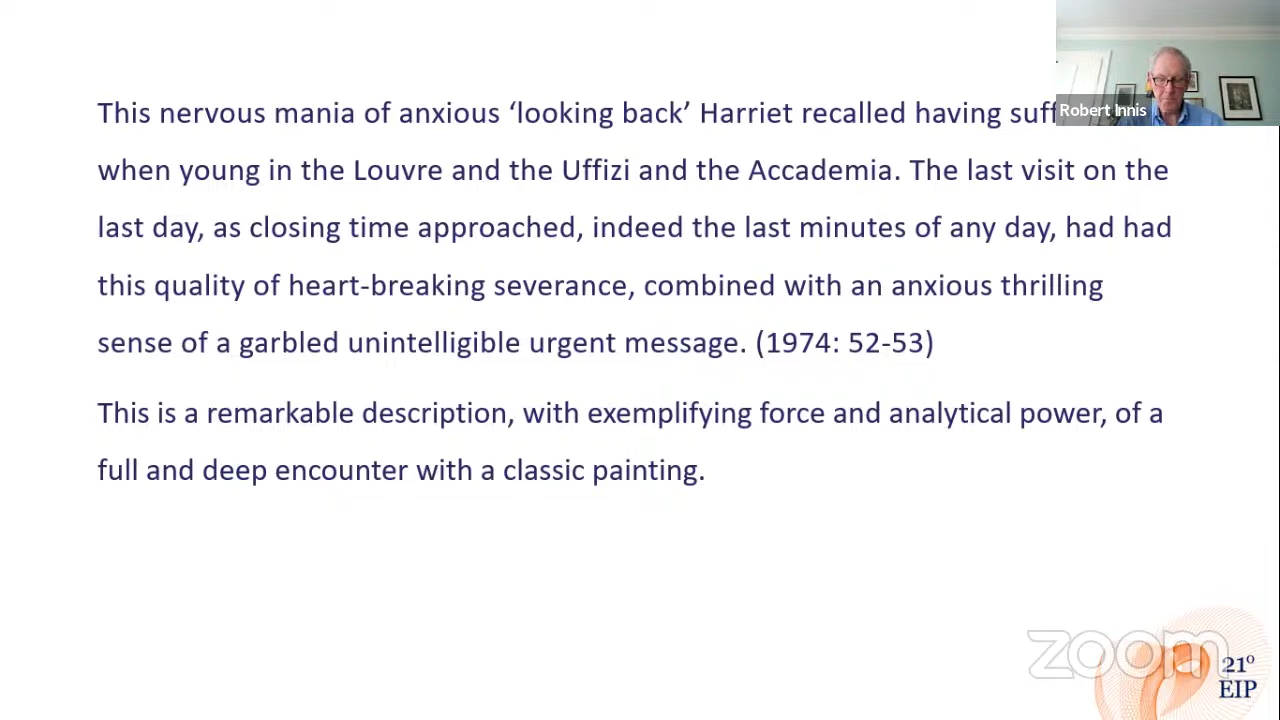 This nervous mania of anxious ‘looking back’ Harriet recalled having suff
when young in the Louvre and the Uffizi and the Accademia. The last visit on the
last day, as closing time approached, indeed the last minutes of any day, had had
this quality of heart-breaking severance, combined with an anxious thrilling
sense of a garbled unintelligible urgent message. (1974: 52-53)
This is a remarkable description, with exemplifying force and analytical power, of a
full and deep encounter with a classic painting.
Robert Innis
zoom
21º
EIP